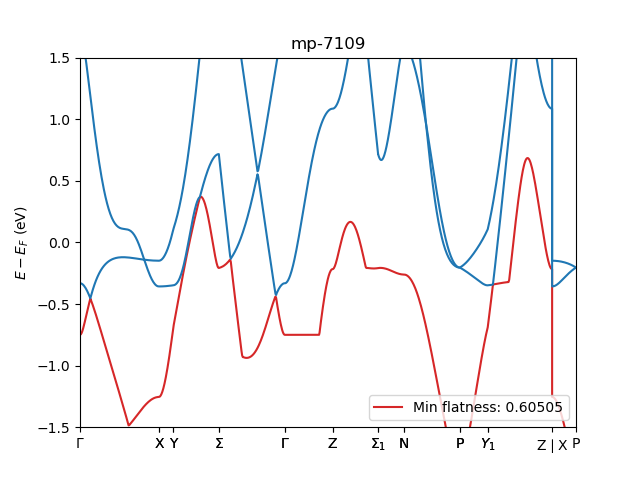 mp-7109
E − E_F (eV)
1.5
1.0
0.5
0.0
−0.5
−1.0
−1.5
Min flatness: 0.60505
Γ X Y Σ Γ Z Σ₁ N P Y₁ Z | X P